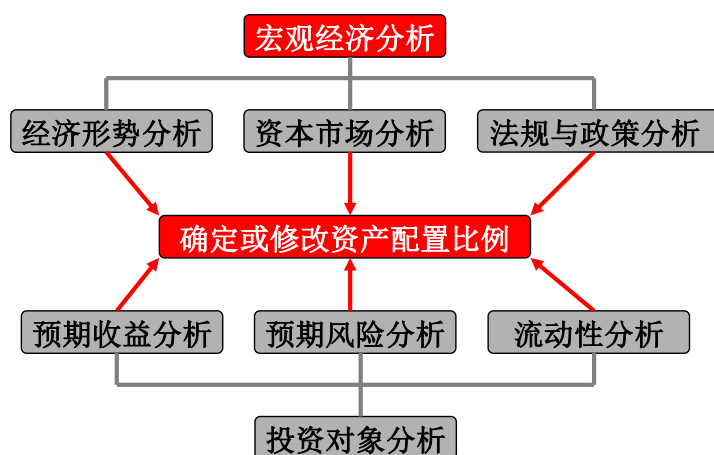 宏观经济分析
经济形势分析
资本市场分析
法规与政策分析
确定或修改资产配置比例
预期收益分析
预期风险分析
流动性分析
投资对象分析